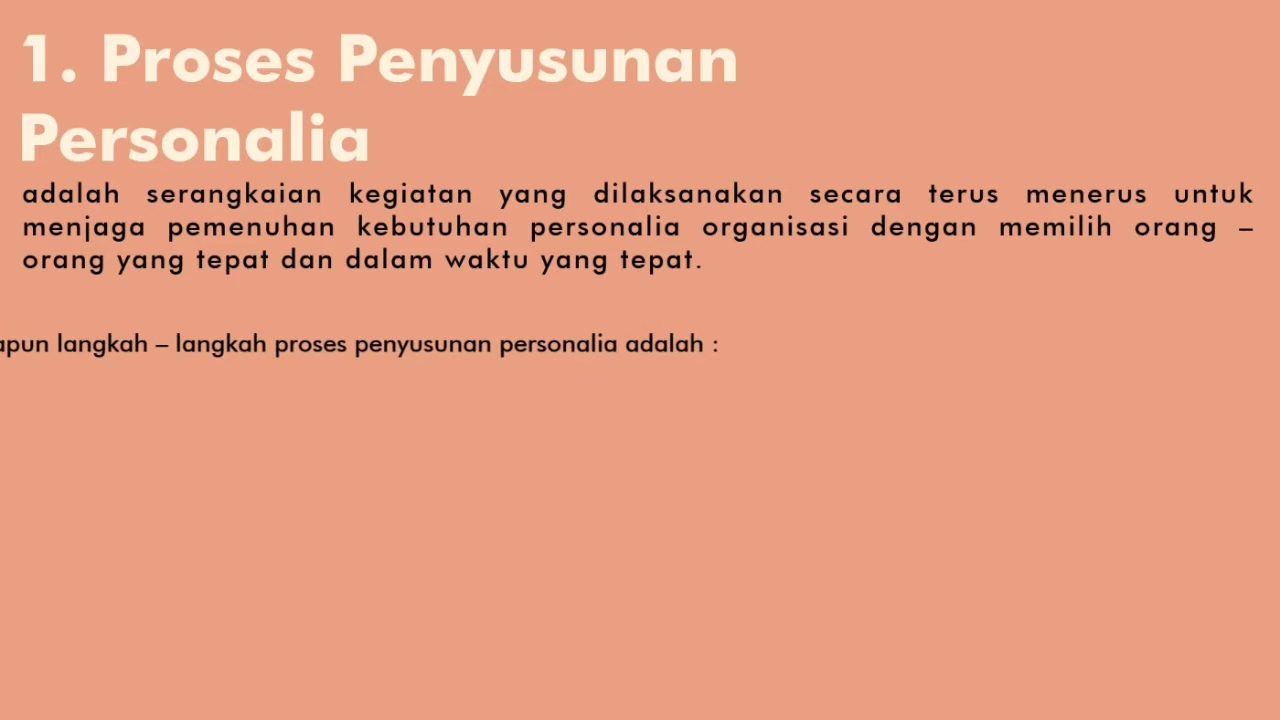 1. Proses Penyusunan
Personalia
adalah serangkaian kegiatan yang dilaksanakan secara terus menerus untuk
menjaga pemenuhan kebutuhan personalia organisasi dengan memilih orang –
orang yang tepat dan dalam waktu yang tepat.
apun langkah – langkah proses penyusunan personalia adalah :